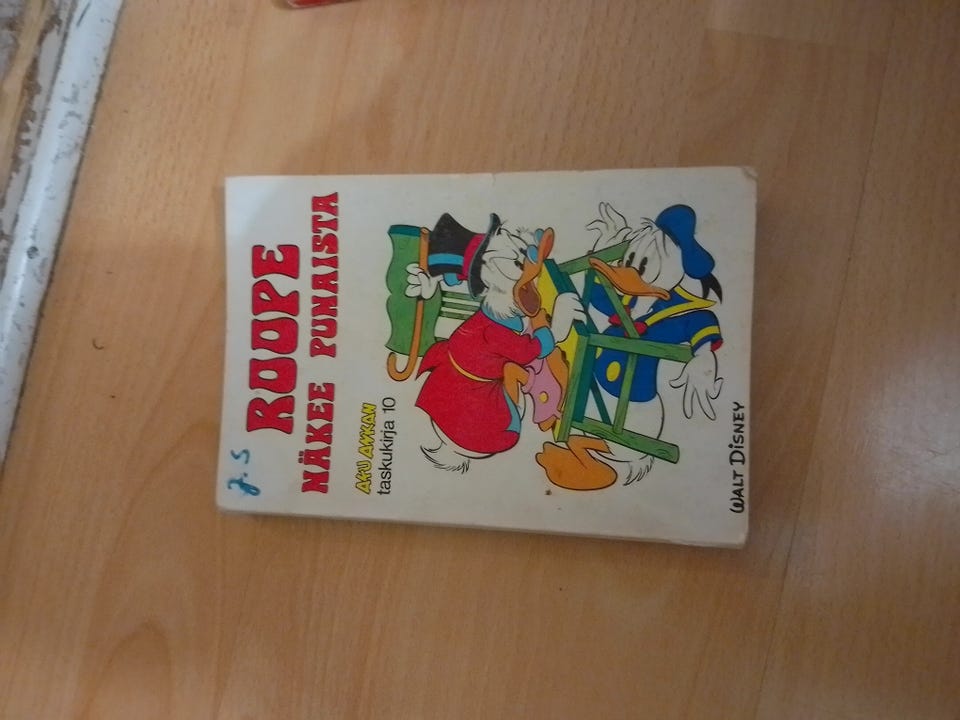 J.S
ROOPE
NÄKEE PUNAISTA
AKU ANKAN
taskukirja 10
WALT DISNEY